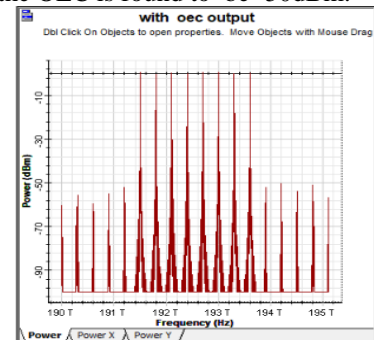 with oec output
Dbl Click On Objects to open properties. Move Objects with Mouse Drag
Power (dBm)
-10
-30
-50
-70
-90
190 T 191 T 192 T 193 T 194 T 195 T
Frequency (Hz)
Power Power X Power Y